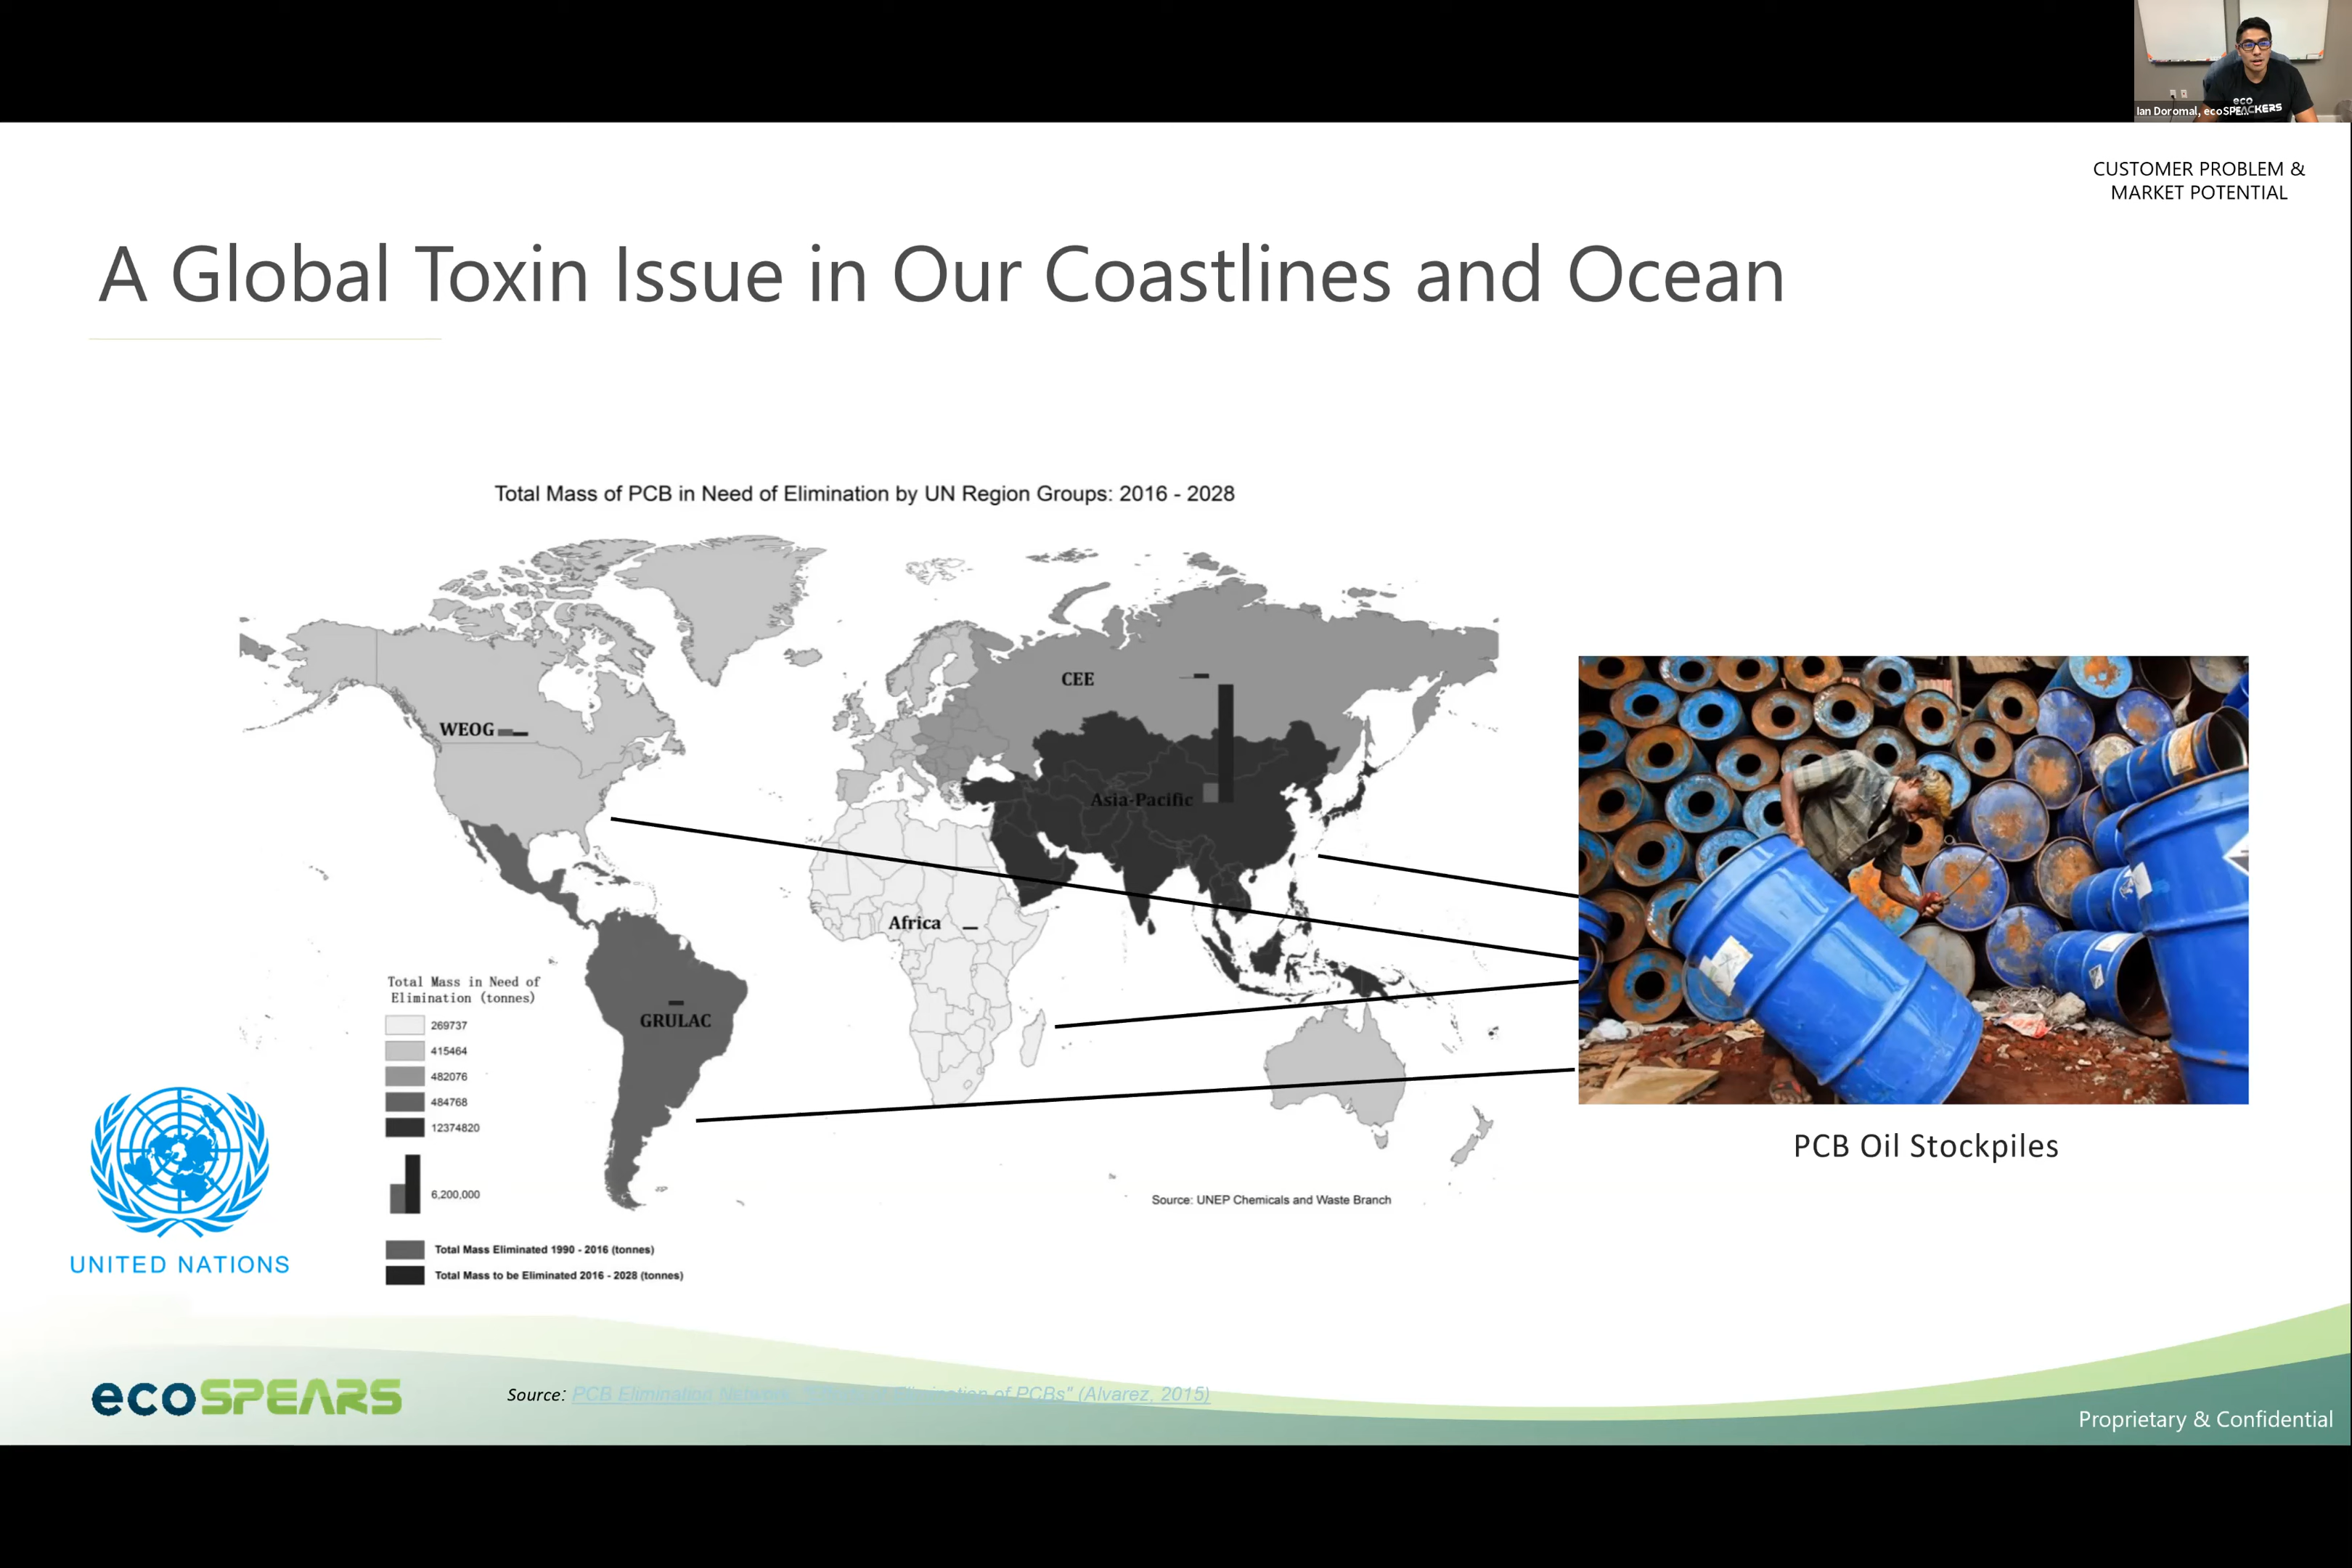 Ian Doromal, ecoSPE...
eco
CKERS
CUSTOMER PROBLEM &
MARKET POTENTIAL
A Global Toxin Issue in Our Coastlines and Ocean
Total Mass of PCB in Need of Elimination by UN Region Groups: 2016 - 2028
CEE
WEOG
Asia-Pacific
Africa
GRULAC
Total Mass in Need of
Elimination (tonnes)
269737
415464
482076
484768
12374820
6,200,000
Total Mass Eliminated 1990 - 2016 (tonnes)
Total Mass to be Eliminated 2016 - 2028 (tonnes)
Source: UNEP Chemicals and Waste Branch
UNITED NATIONS
PCB Oil Stockpiles
ecoSPEARS
Source: PCB Elimination Network, Elimination of PCBs" (Alvarez, 2015)
Proprietary & Confidential